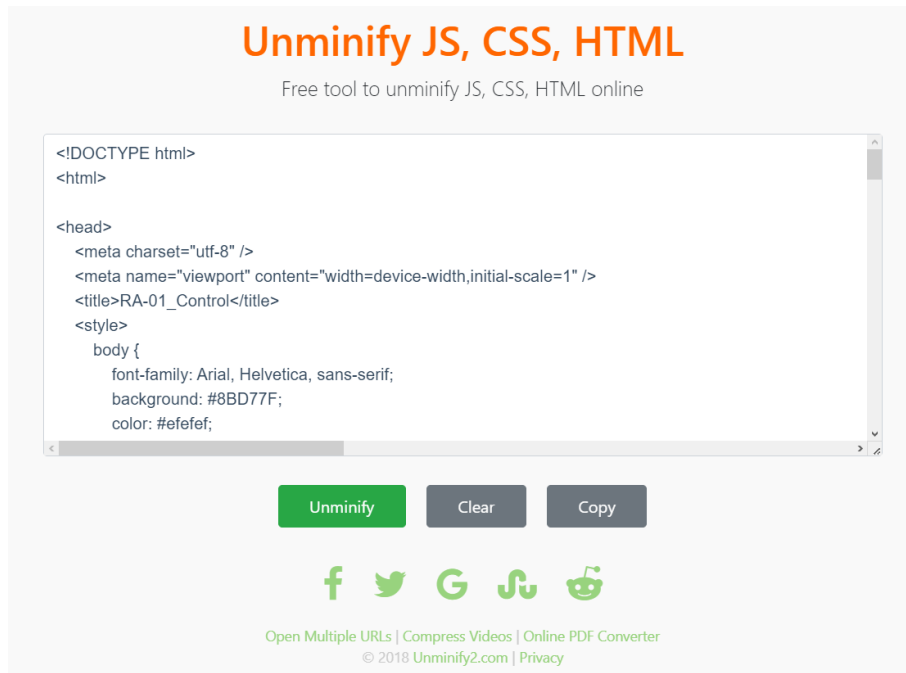 Unminify JS, CSS, HTML
Free tool to unminify JS, CSS, HTML online
<!DOCTYPE html>
<html>
<head>
<meta charset="utf-8" />
<meta name="viewport" content="width=device-width,initial-scale=1" />
<title>RA-01_Control</title>
<style>
body {
font-family: Arial, Helvetica, sans-serif;
background: #8BD77F;
color: #efefef;
Unminify Clear Copy
Open Multiple URLs | Compress Videos | Online PDF Converter
© 2018 Unminify2.com | Privacy